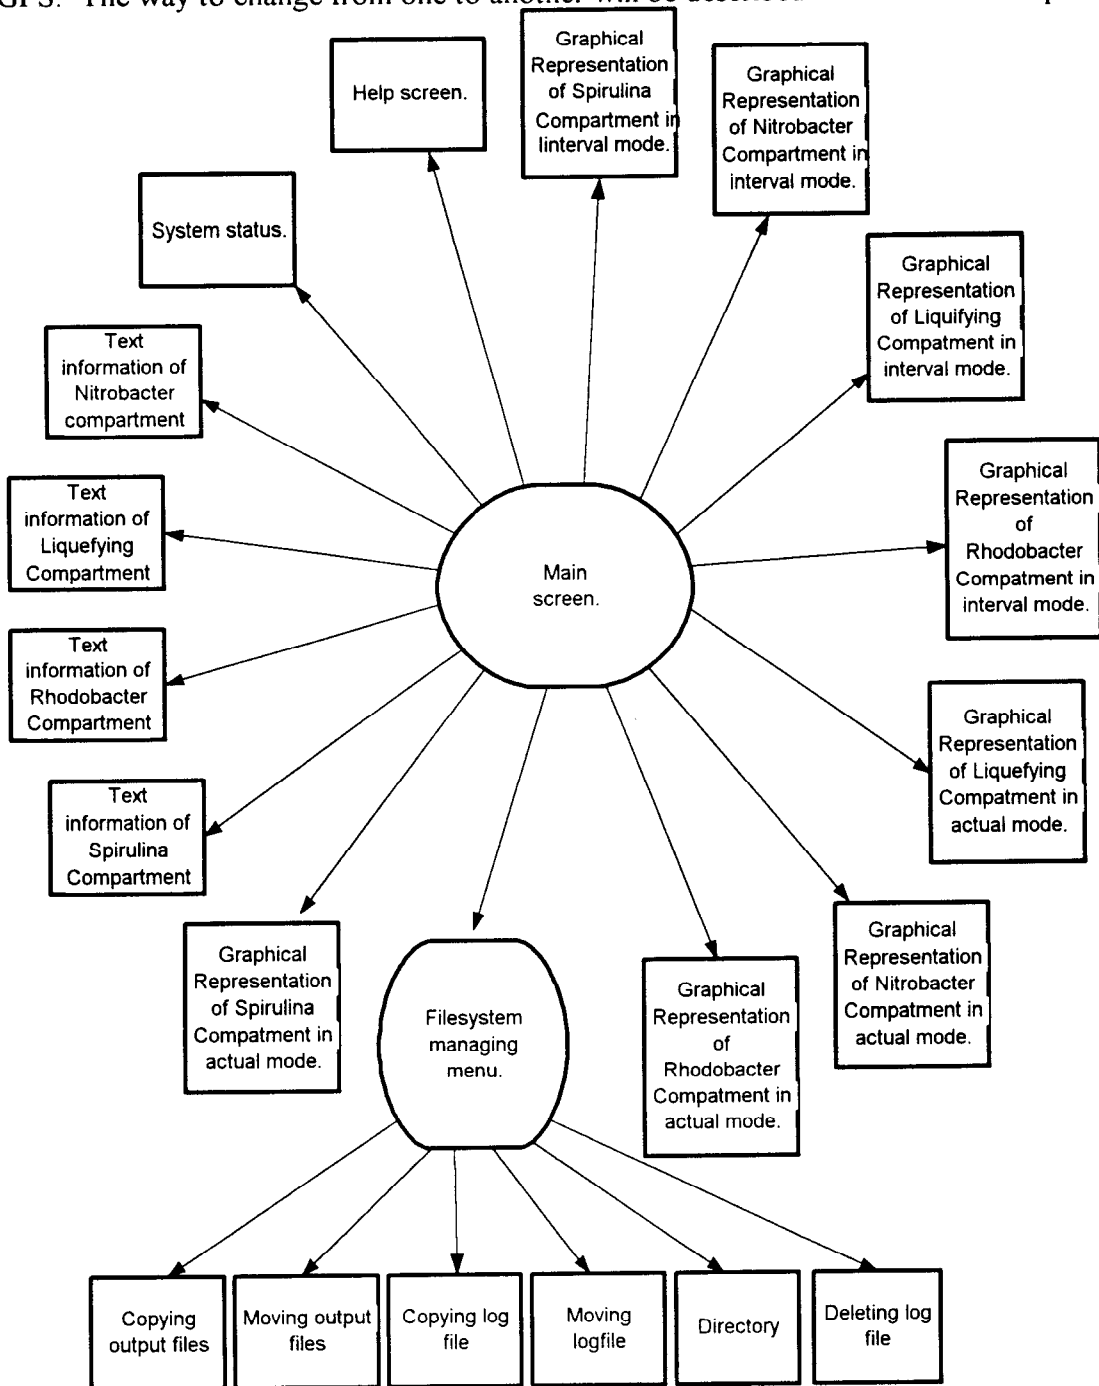 GPS. The way to change from one to another will be described
Graphical
Representation
of Spirulina
Compartment in
linterval mode.
Help screen.
Graphical
Representation
of Nitrobacter
Compartment in
interval mode.
System status.
Graphical
Representation
of Liquifying
Compatment in
interval mode.
Text
information of
Nitrobacter
compartment
Graphical
Representation
of
Rhodobacter
Compatment in
interval mode.
Text
information of
Liquefying
Compartment
Main
screen.
Text
information of
Rhodobacter
Compartment
Graphical
Representation
of Liquefying
Compatment in
actual mode.
Text
information of
Spirulina
Compartment
Graphical
Representation
of Spirulina
Compatment in
actual mode.
Filesystem
managing
menu.
Graphical
Representation
of
Rhodobacter
Compatment in
actual mode.
Graphical
Representation
of Nitrobacter
Compatment in
actual mode.
Copying
output files
Moving output
files
Copying log
file
Moving
logfile
Directory
Deleting log
file